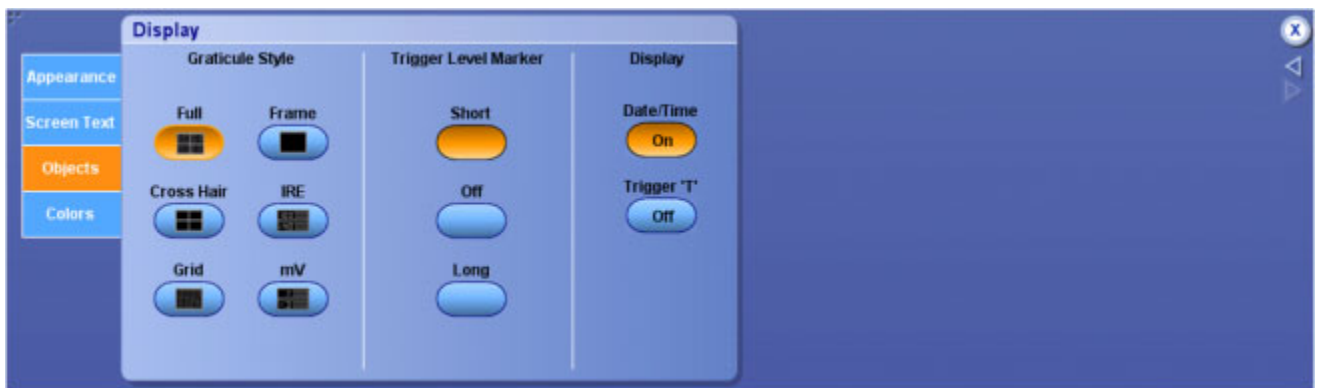 Display
Graticule Style
Trigger Level Marker
Display
Appearance
Screen Text
Objects
Colors
Full
Frame
Cross Hair
IRE
Grid
mV
Short
Off
Long
Date/Time
On
Trigger 'T'
Off
X